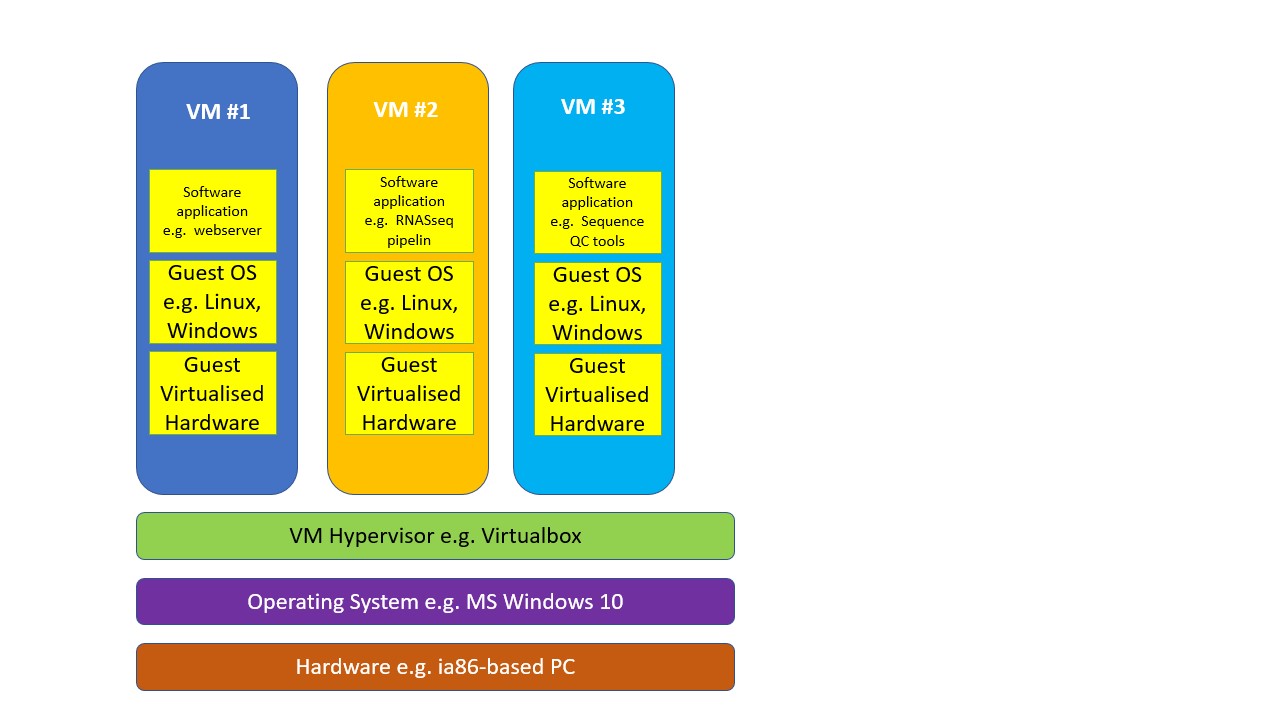 VM #1
Software
application
e.g.  webserver
Guest OS
e.g. Linux,
Windows
Guest
Virtualised
Hardware
VM #2
Software
application
e.g.  RNASseq
pipelin
Guest OS
e.g. Linux,
Windows
Guest
Virtualised
Hardware
VM #3
Software
application
e.g.  Sequence
QC tools
Guest OS
e.g. Linux,
Windows
Guest
Virtualised
Hardware
VM Hypervisor e.g. Virtualbox
Operating System e.g. MS Windows 10
Hardware e.g. ia86-based PC